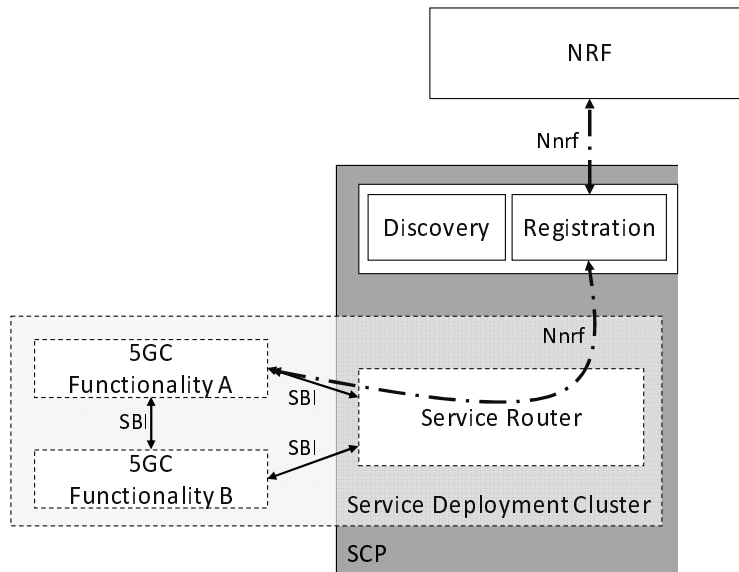 NRF
Nnrf
Discovery
Registration
Nnrf
5GC
Functionality A
SBI
SBI
Service Router
SBI
5GC
Functionality B
Service Deployment Cluster
SCP